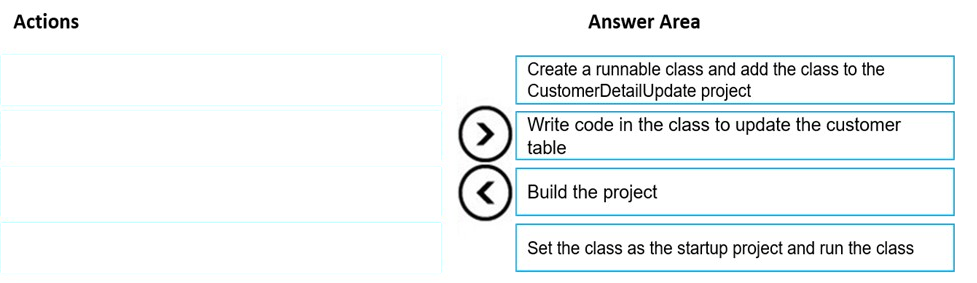 Actions
Answer Area
Create a runnable class and add the class to the
CustomerDetailUpdate project
Write code in the class to update the customer
table
Build the project
Set the class as the startup project and run the class